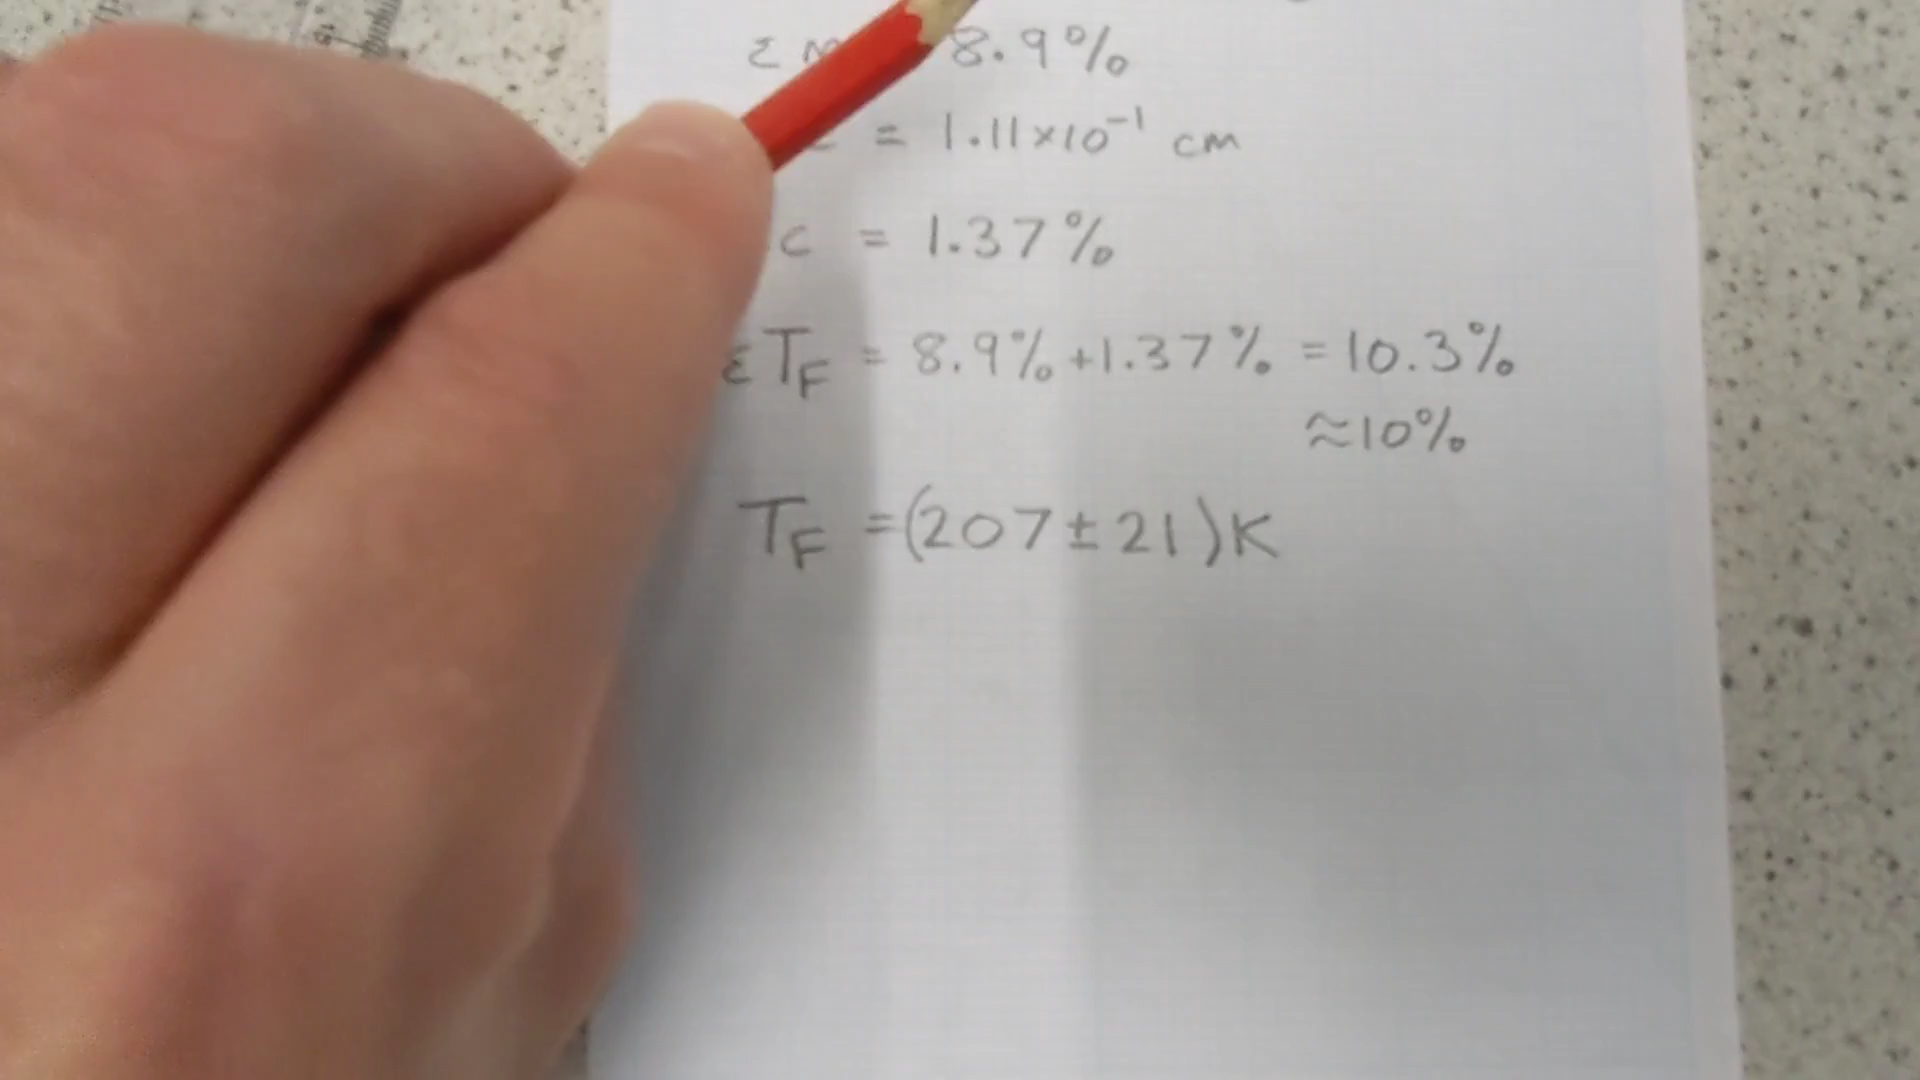 ε 8.9%
= 1.11×10⁻¹ cm
c = 1.37%
εT_F = 8.9% +1.37% = 10.3%
≈10%
T_F =(207±21)K